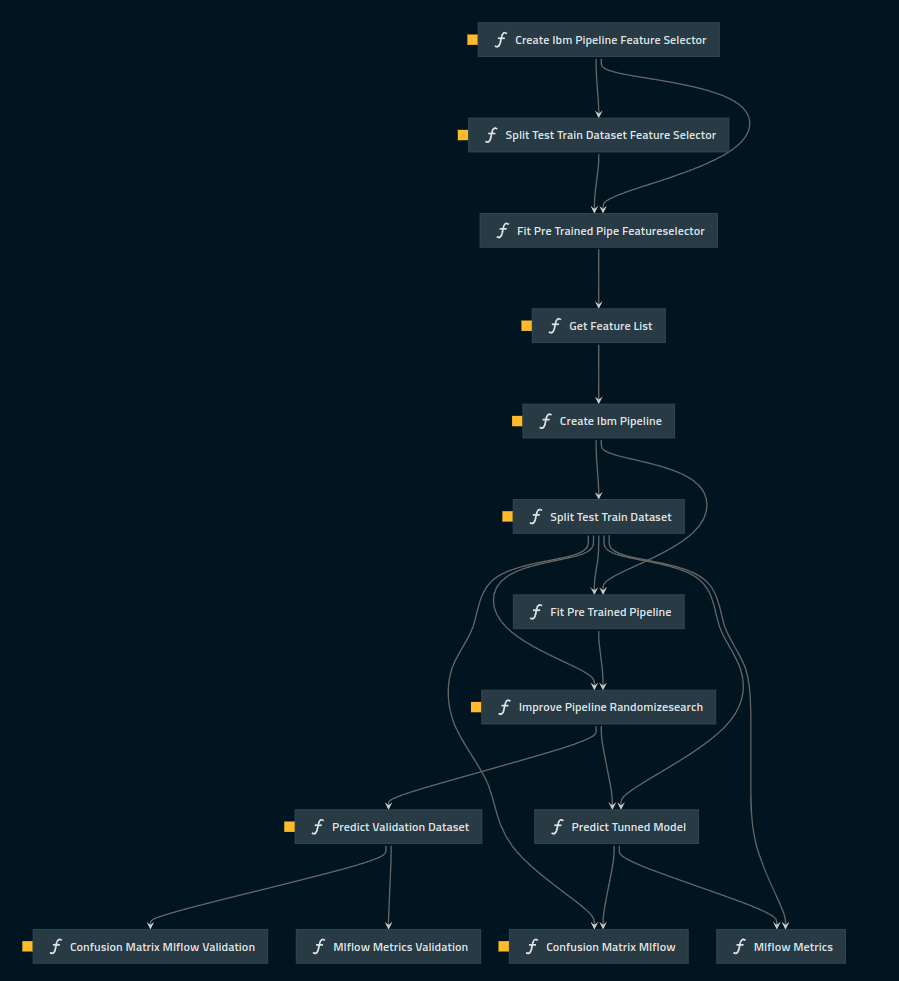 Create Ibm Pipeline Feature Selector
Split Test Train Dataset Feature Selector
Fit Pre Trained Pipe Featureselector
Get Feature List
Create Ibm Pipeline
Split Test Train Dataset
Fit Pre Trained Pipeline
Improve Pipeline Randomizesearch
Predict Validation Dataset
Predict Tunned Model
Confusion Matrix Mlflow Validation
Mlflow Metrics Validation
Confusion Matrix Mlflow
Mlflow Metrics